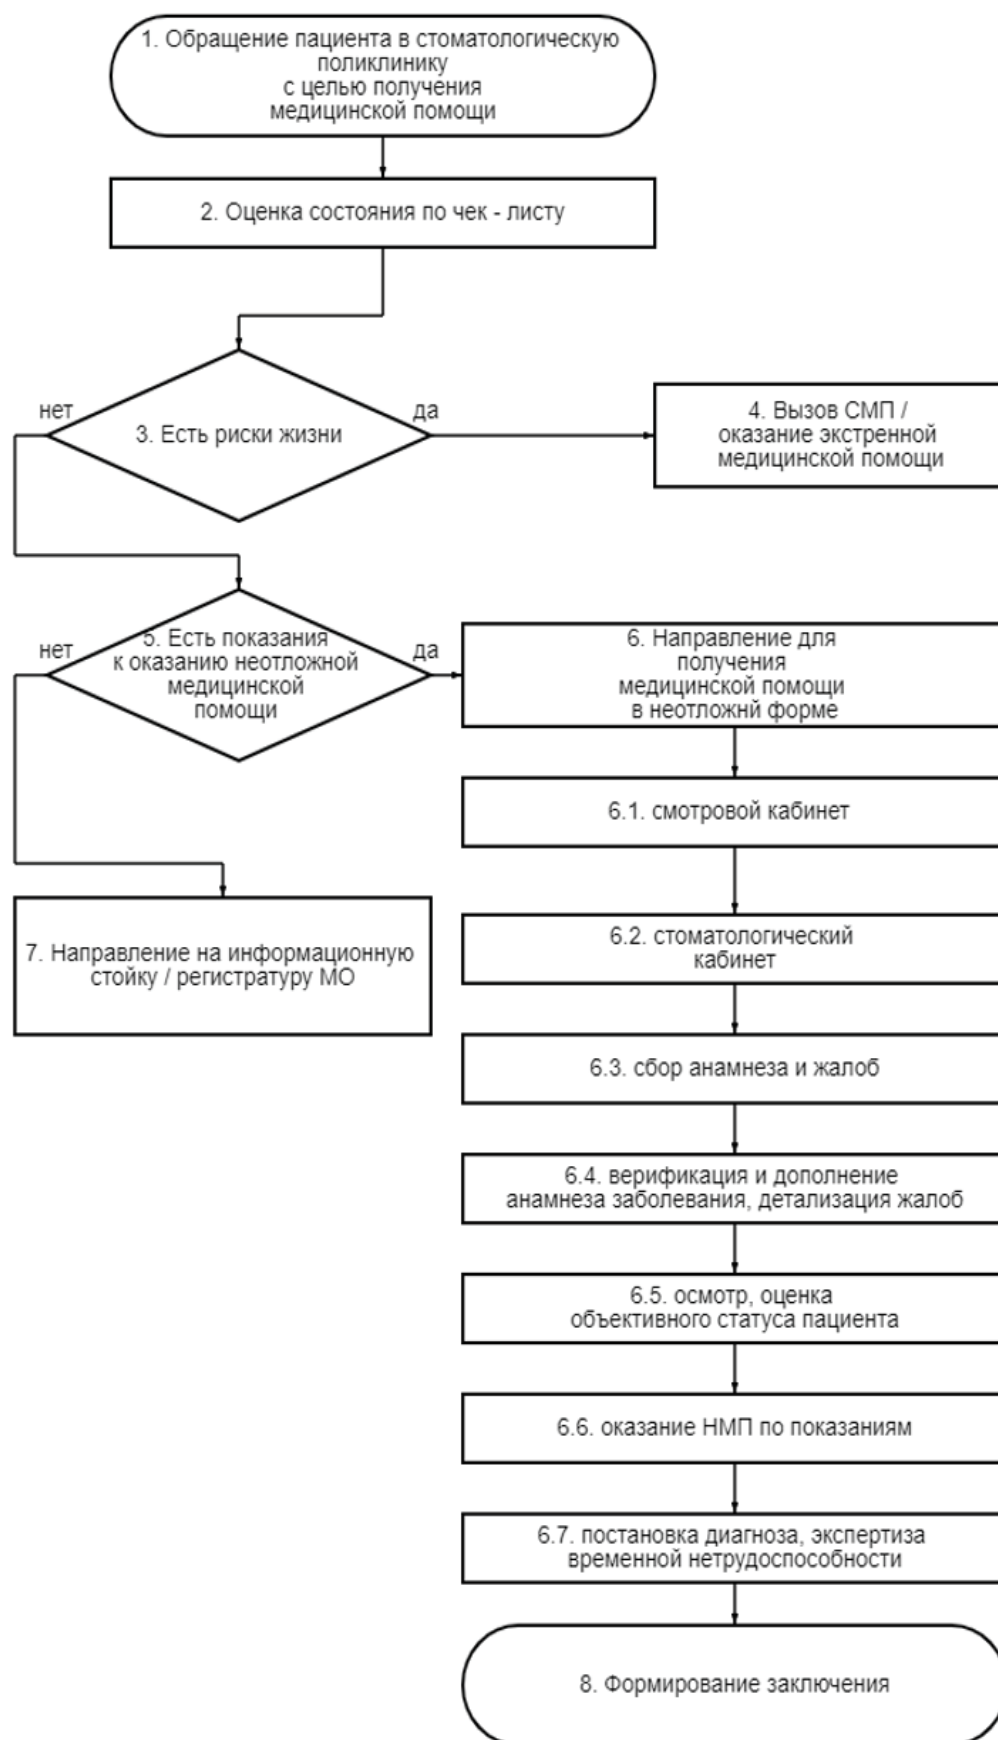 1. Обращение пациента в стоматологическую
поликлинику
с целью получения
медицинской помощи
2. Оценка состояния по чек - листу
нет
да
3. Есть риски жизни
4. Вызов СМП /
оказание экстренной
медицинской помощи
нет
да
5. Есть показания
к оказанию неотложной
медицинской
помощи
6. Направление для
получения
медицинской помощи
в неотложнй форме
6.1. смотровой кабинет
6.2. стоматологический
кабинет
7. Направление на информационную
стойку / регистратуру МО
6.3. сбор анамнеза и жалоб
6.4. верификация и дополнение
анамнеза заболевания, детализация жалоб
6.5. осмотр, оценка
объективного статуса пациента
6.6. оказание НМП по показаниям
6.7. постановка диагноза, экспертиза
временной нетрудоспособности
8. Формирование заключения